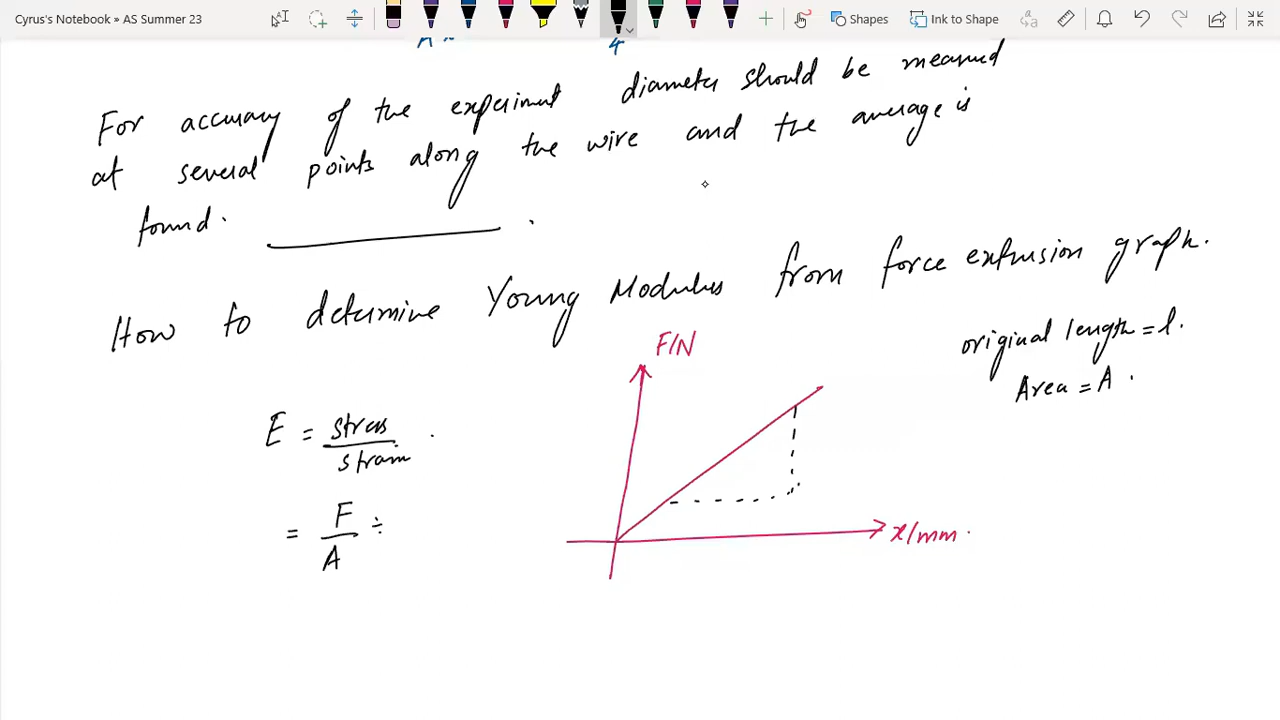 Cyrus's Notebook » AS Summer 23
Shapes
Ink to Shape
4
For accuracy of the experiment diameter should be measured
at several points along the wire and the average is
found.
How to determine Young Modulus from force extension graph.
original length = l.
Area = A.
F/N
E = stress
strain
= F ÷
A
x/mm.